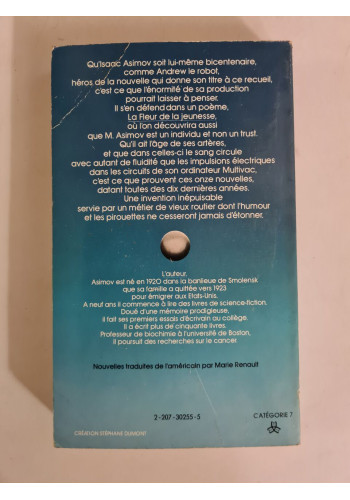 Qu'Isaac Asimov soit lui-même bicentenaire,
comme Andrew le robot,
héros de la nouvelle qui donne son titre à ce recueil,
c'est ce que l'énormité de sa production
pourrait laisser à penser.
Il s'en défend dans un poème,
La Fleur de la jeunesse,
où l'on découvrira aussi
que M. Asimov est un individu et non un trust.
Qu'il ait l'âge de ses artères,
et que dans celles-ci le sang circule
avec autant de fluidité que les impulsions électriques
dans les circuits de son ordinateur Multivac,
c'est ce que prouvent ces onze nouvelles,
datant toutes des dix dernières années.
Une invention inépuisable
servie par un métier de vieux routier dont l'humour
et les pirouettes ne cesseront jamais d'étonner.
L'auteur.
Asimov est né en 1920 dans la banlieue de Smolensk
que sa famille a quittée vers 1923
pour émigrer aux Etats-Unis.
A neuf ans il commence à lire des livres de science-fiction.
Doué d'une mémoire prodigieuse,
il fait ses premiers essais d'écrivain au collège.
Il a écrit plus de cinquante livres.
Professeur de biochimie à l'université de Boston,
il poursuit des recherches sur le cancer.
Nouvelles traduites de l'américain par Marie Renault
2-207-30255-5
CATÉGORIE 7
CRÉATION STÉPHANE DUMONT